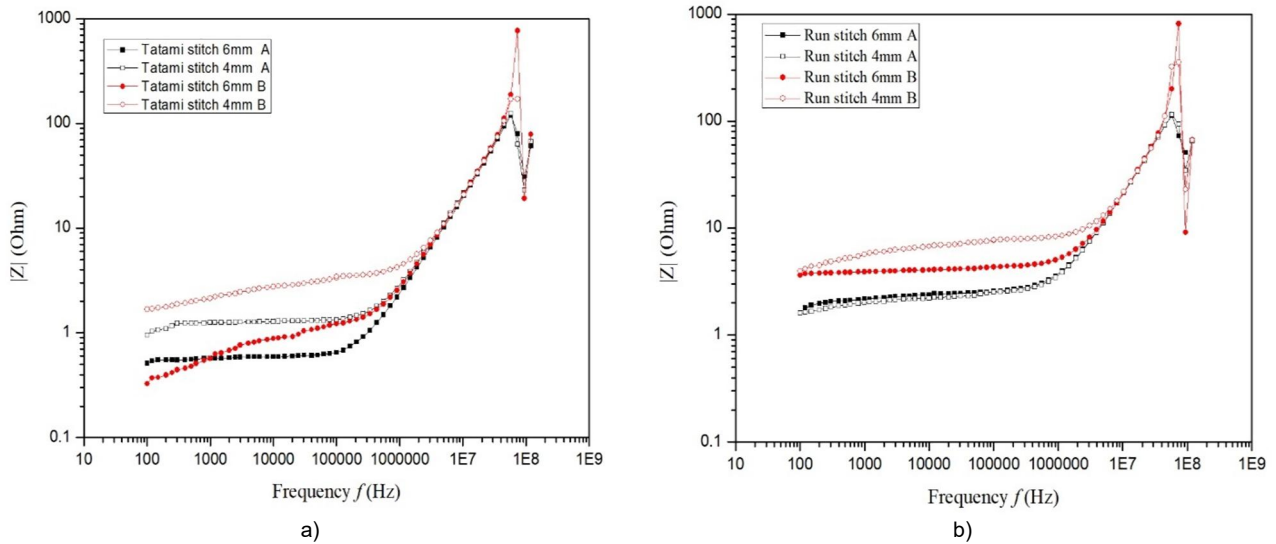 1000
100
10
1
0.1
|Z| (Ohm)
Tatami stitch 6mm A
Tatami stitch 4mm A
Tatami stitch 6mm B
Tatami stitch 4mm B
10 100 1000 10000 100000 1000000 1E7 1E8 1E9
Frequency f (Hz)
a)
1000
100
10
1
0.1
|Z| (Ohm)
Run stitch 6mm A
Run stitch 4mm A
Run stitch 6mm B
Run stitch 4mm B
10 100 1000 10000 100000 1000000 1E7 1E8 1E9
Frequency f (Hz)
b)